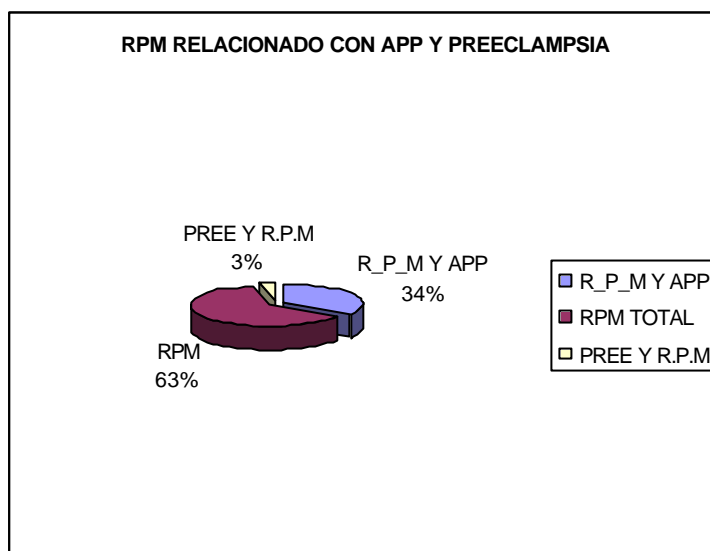 RPM RELACIONADO CON APP Y PREECLAMPSIA
PREE Y R.P.M
3%
R_P_M Y APP
34%
RPM
63%
R_P_M Y APP
RPM TOTAL
PREE Y R.P.M